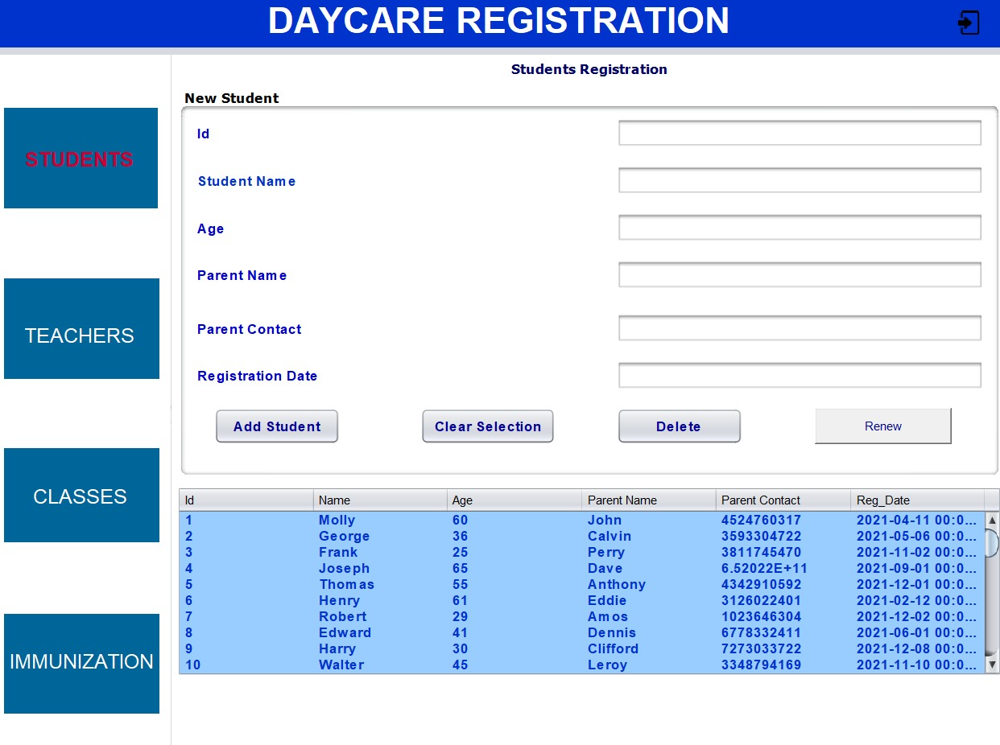 DAYCARE REGISTRATION
Students Registration
New Student
STUDENTS
TEACHERS
CLASSES
IMMUNIZATION
Id
Student Name
Age
Parent Name
Parent Contact
Registration Date
Add Student Clear Selection Delete Renew
Id Name Age Parent Name Parent Contact Reg_Date
1 Molly 60 John 4524760317 2021-04-11 00:0...
2 George 36 Calvin 3593304722 2021-05-06 00:0...
3 Frank 25 Perry 3811745470 2021-11-02 00:0...
4 Joseph 65 Dave 6.52022E+11 2021-09-01 00:0...
5 Thomas 55 Anthony 4342910592 2021-12-01 00:0...
6 Henry 61 Eddie 3126022401 2021-02-12 00:0...
7 Robert 29 Amos 1023646304 2021-12-02 00:0...
8 Edward 41 Dennis 6778332411 2021-06-01 00:0...
9 Harry 30 Clifford 7273033722 2021-12-08 00:0...
10 Walter 45 Leroy 3348794169 2021-11-10 00:0...